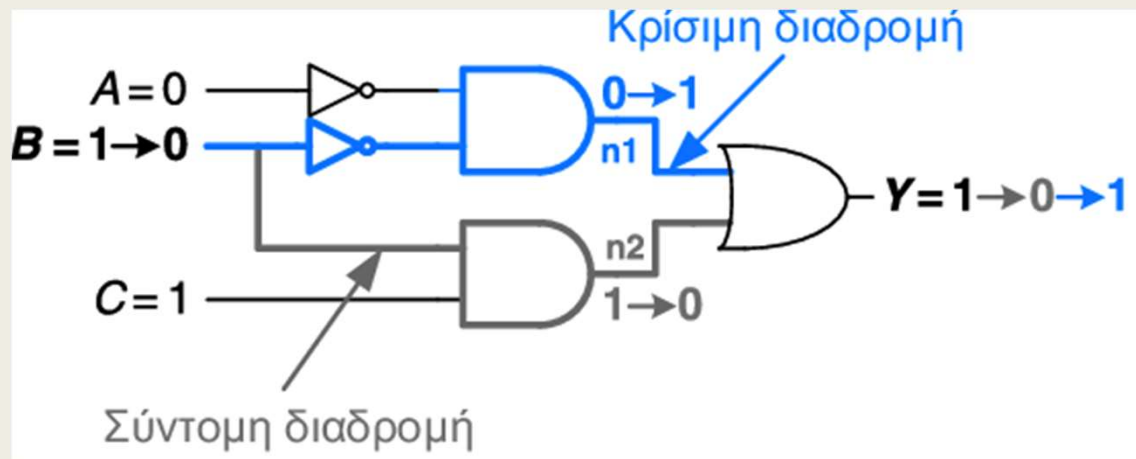 Κρίσιμη διαδρομή
A = 0
0→1
B = 1→0
n1
Y = 1→0→1
n2
C = 1
1→0
Σύντομη διαδρομή